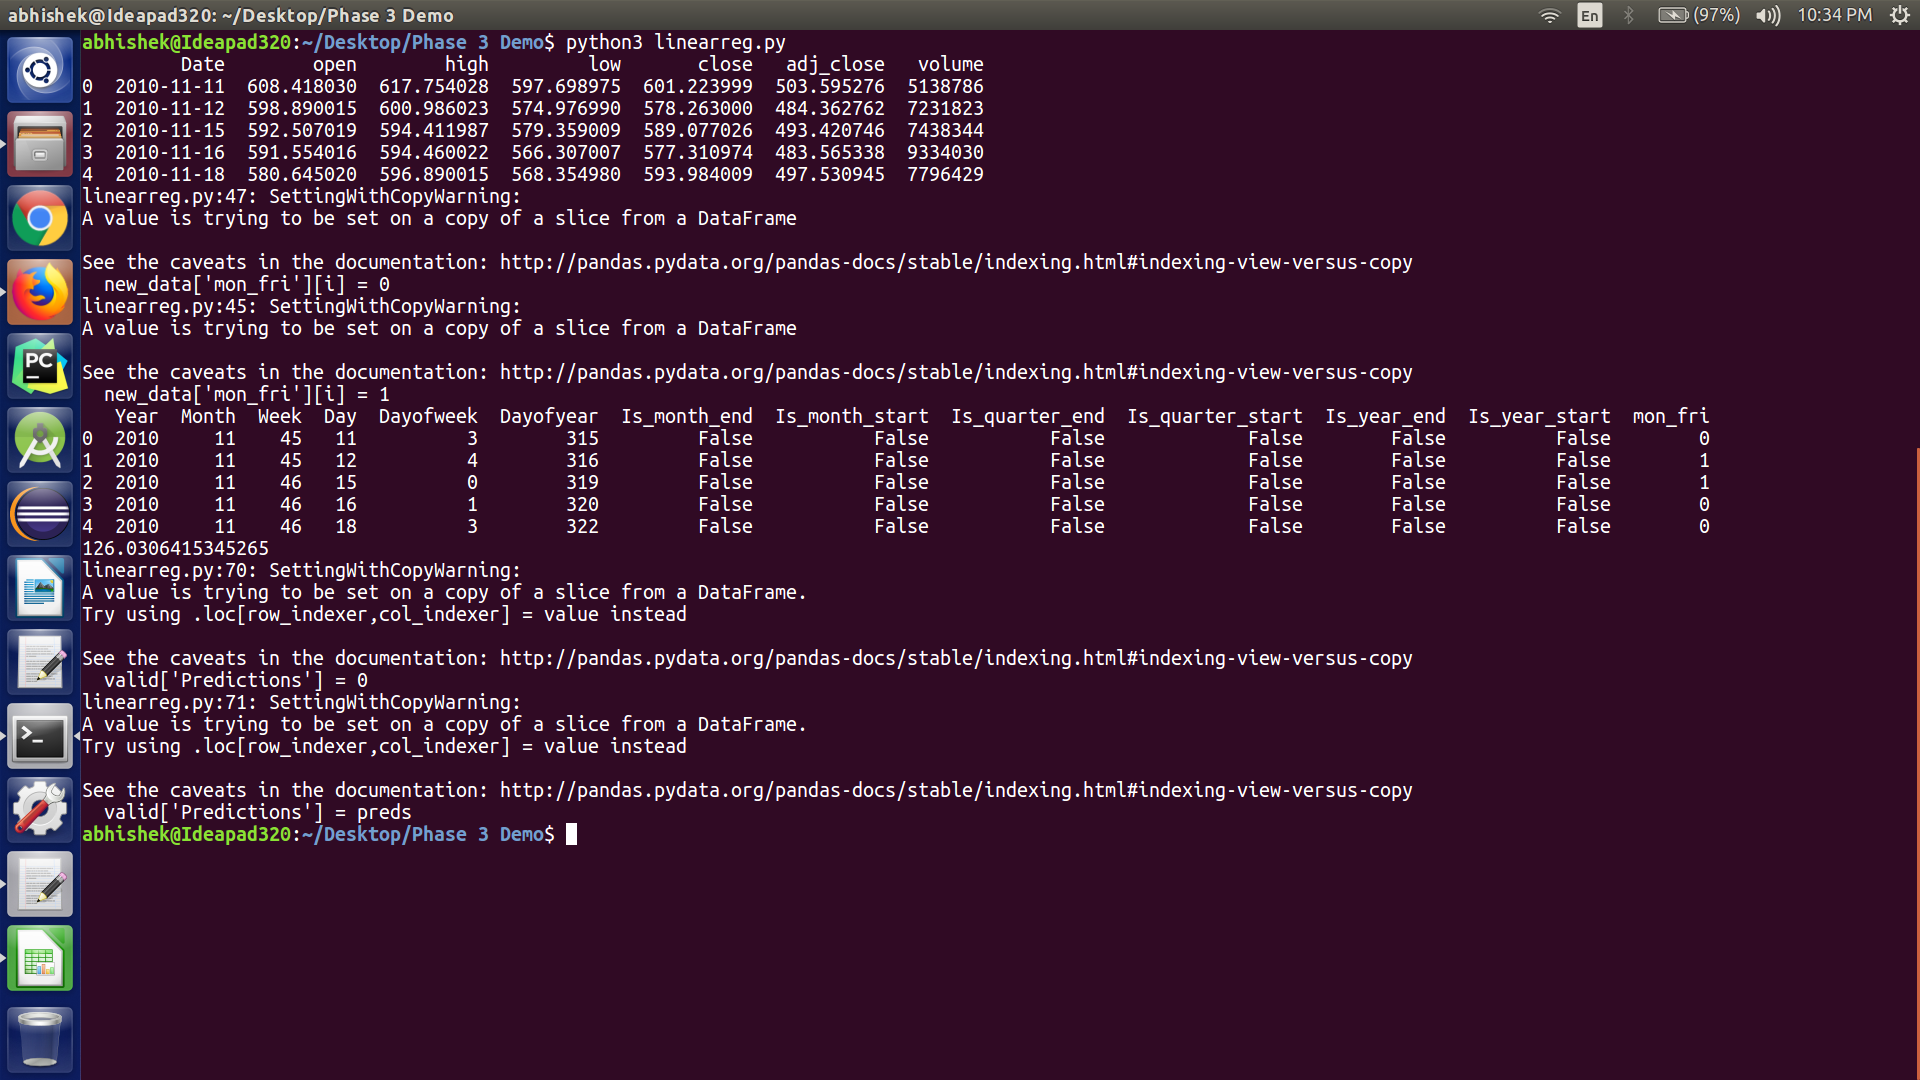 abhishek@Ideapad320: ~/Desktop/Phase 3 Demo En (97%) 10:34 PM
abhishek@Ideapad320:~/Desktop/Phase 3 Demo$ python3 linearreg.py
         Date        open        high         low       close   adj_close   volume
0  2010-11-11  608.418030  617.754028  597.698975  601.223999  503.595276  5138786
1  2010-11-12  598.890015  600.986023  574.976990  578.263000  484.362762  7231823
2  2010-11-15  592.507019  594.411987  579.359009  589.077026  493.420746  7438344
3  2010-11-16  591.554016  594.460022  566.307007  577.310974  483.565338  9334030
4  2010-11-18  580.645020  596.890015  568.354980  593.984009  497.530945  7796429
linearreg.py:47: SettingWithCopyWarning:
A value is trying to be set on a copy of a slice from a DataFrame

See the caveats in the documentation: http://pandas.pydata.org/pandas-docs/stable/indexing.html#indexing-view-versus-copy
  new_data['mon_fri'][i] = 0
linearreg.py:45: SettingWithCopyWarning:
A value is trying to be set on a copy of a slice from a DataFrame

See the caveats in the documentation: http://pandas.pydata.org/pandas-docs/stable/indexing.html#indexing-view-versus-copy
  new_data['mon_fri'][i] = 1
   Year  Month  Week  Day  Dayofweek  Dayofyear  Is_month_end  Is_month_start  Is_quarter_end  Is_quarter_start  Is_year_end  Is_year_start  mon_fri
0  2010     11    45   11          3        315         False           False           False             False        False          False        0
1  2010     11    45   12          4        316         False           False           False             False        False          False        1
2  2010     11    46   15          0        319         False           False           False             False        False          False        1
3  2010     11    46   16          1        320         False           False           False             False        False          False        0
4  2010     11    46   18          3        322         False           False           False             False        False          False        0
126.0306415345265
linearreg.py:70: SettingWithCopyWarning:
A value is trying to be set on a copy of a slice from a DataFrame.
Try using .loc[row_indexer,col_indexer] = value instead

See the caveats in the documentation: http://pandas.pydata.org/pandas-docs/stable/indexing.html#indexing-view-versus-copy
  valid['Predictions'] = 0
linearreg.py:71: SettingWithCopyWarning:
A value is trying to be set on a copy of a slice from a DataFrame.
Try using .loc[row_indexer,col_indexer] = value instead

See the caveats in the documentation: http://pandas.pydata.org/pandas-docs/stable/indexing.html#indexing-view-versus-copy
  valid['Predictions'] = preds
abhishek@Ideapad320:~/Desktop/Phase 3 Demo$
PC
>_